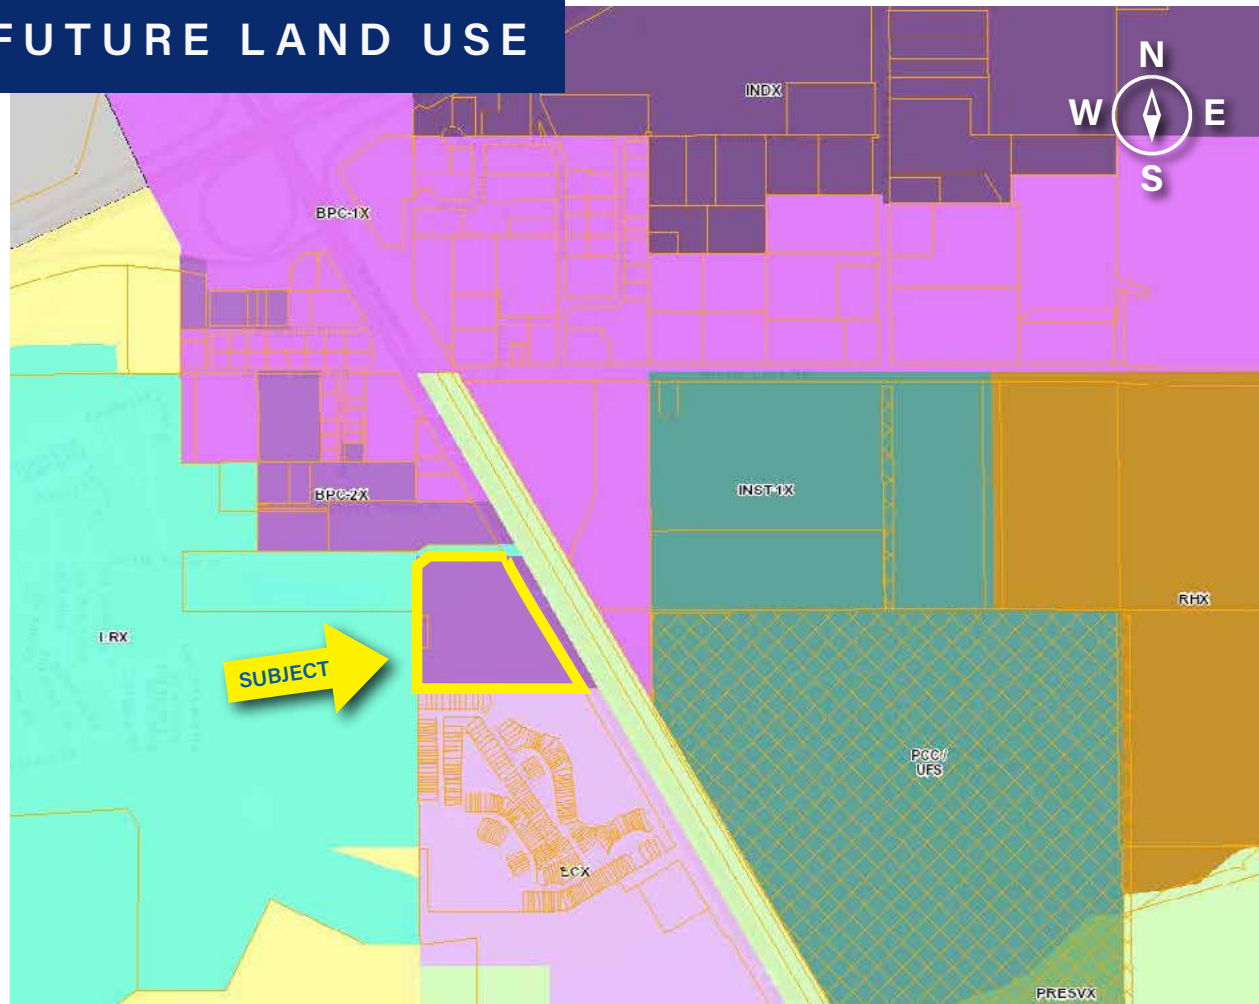 FUTURE LAND USE
N
INDX
W E
S
BPC-1X
INST-1X
BPC-2X
RHX
LRX
SUBJECT
PCC/
UFS
ECX
PRESVX